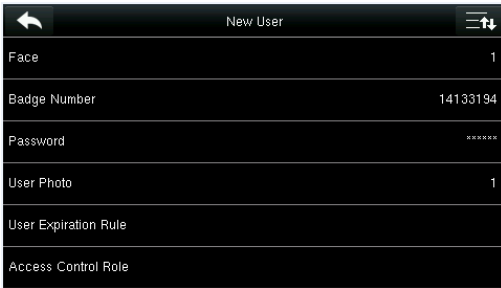 New User
Face 1
Badge Number 14133194
Password ******
User Photo 1
User Expiration Rule
Access Control Role